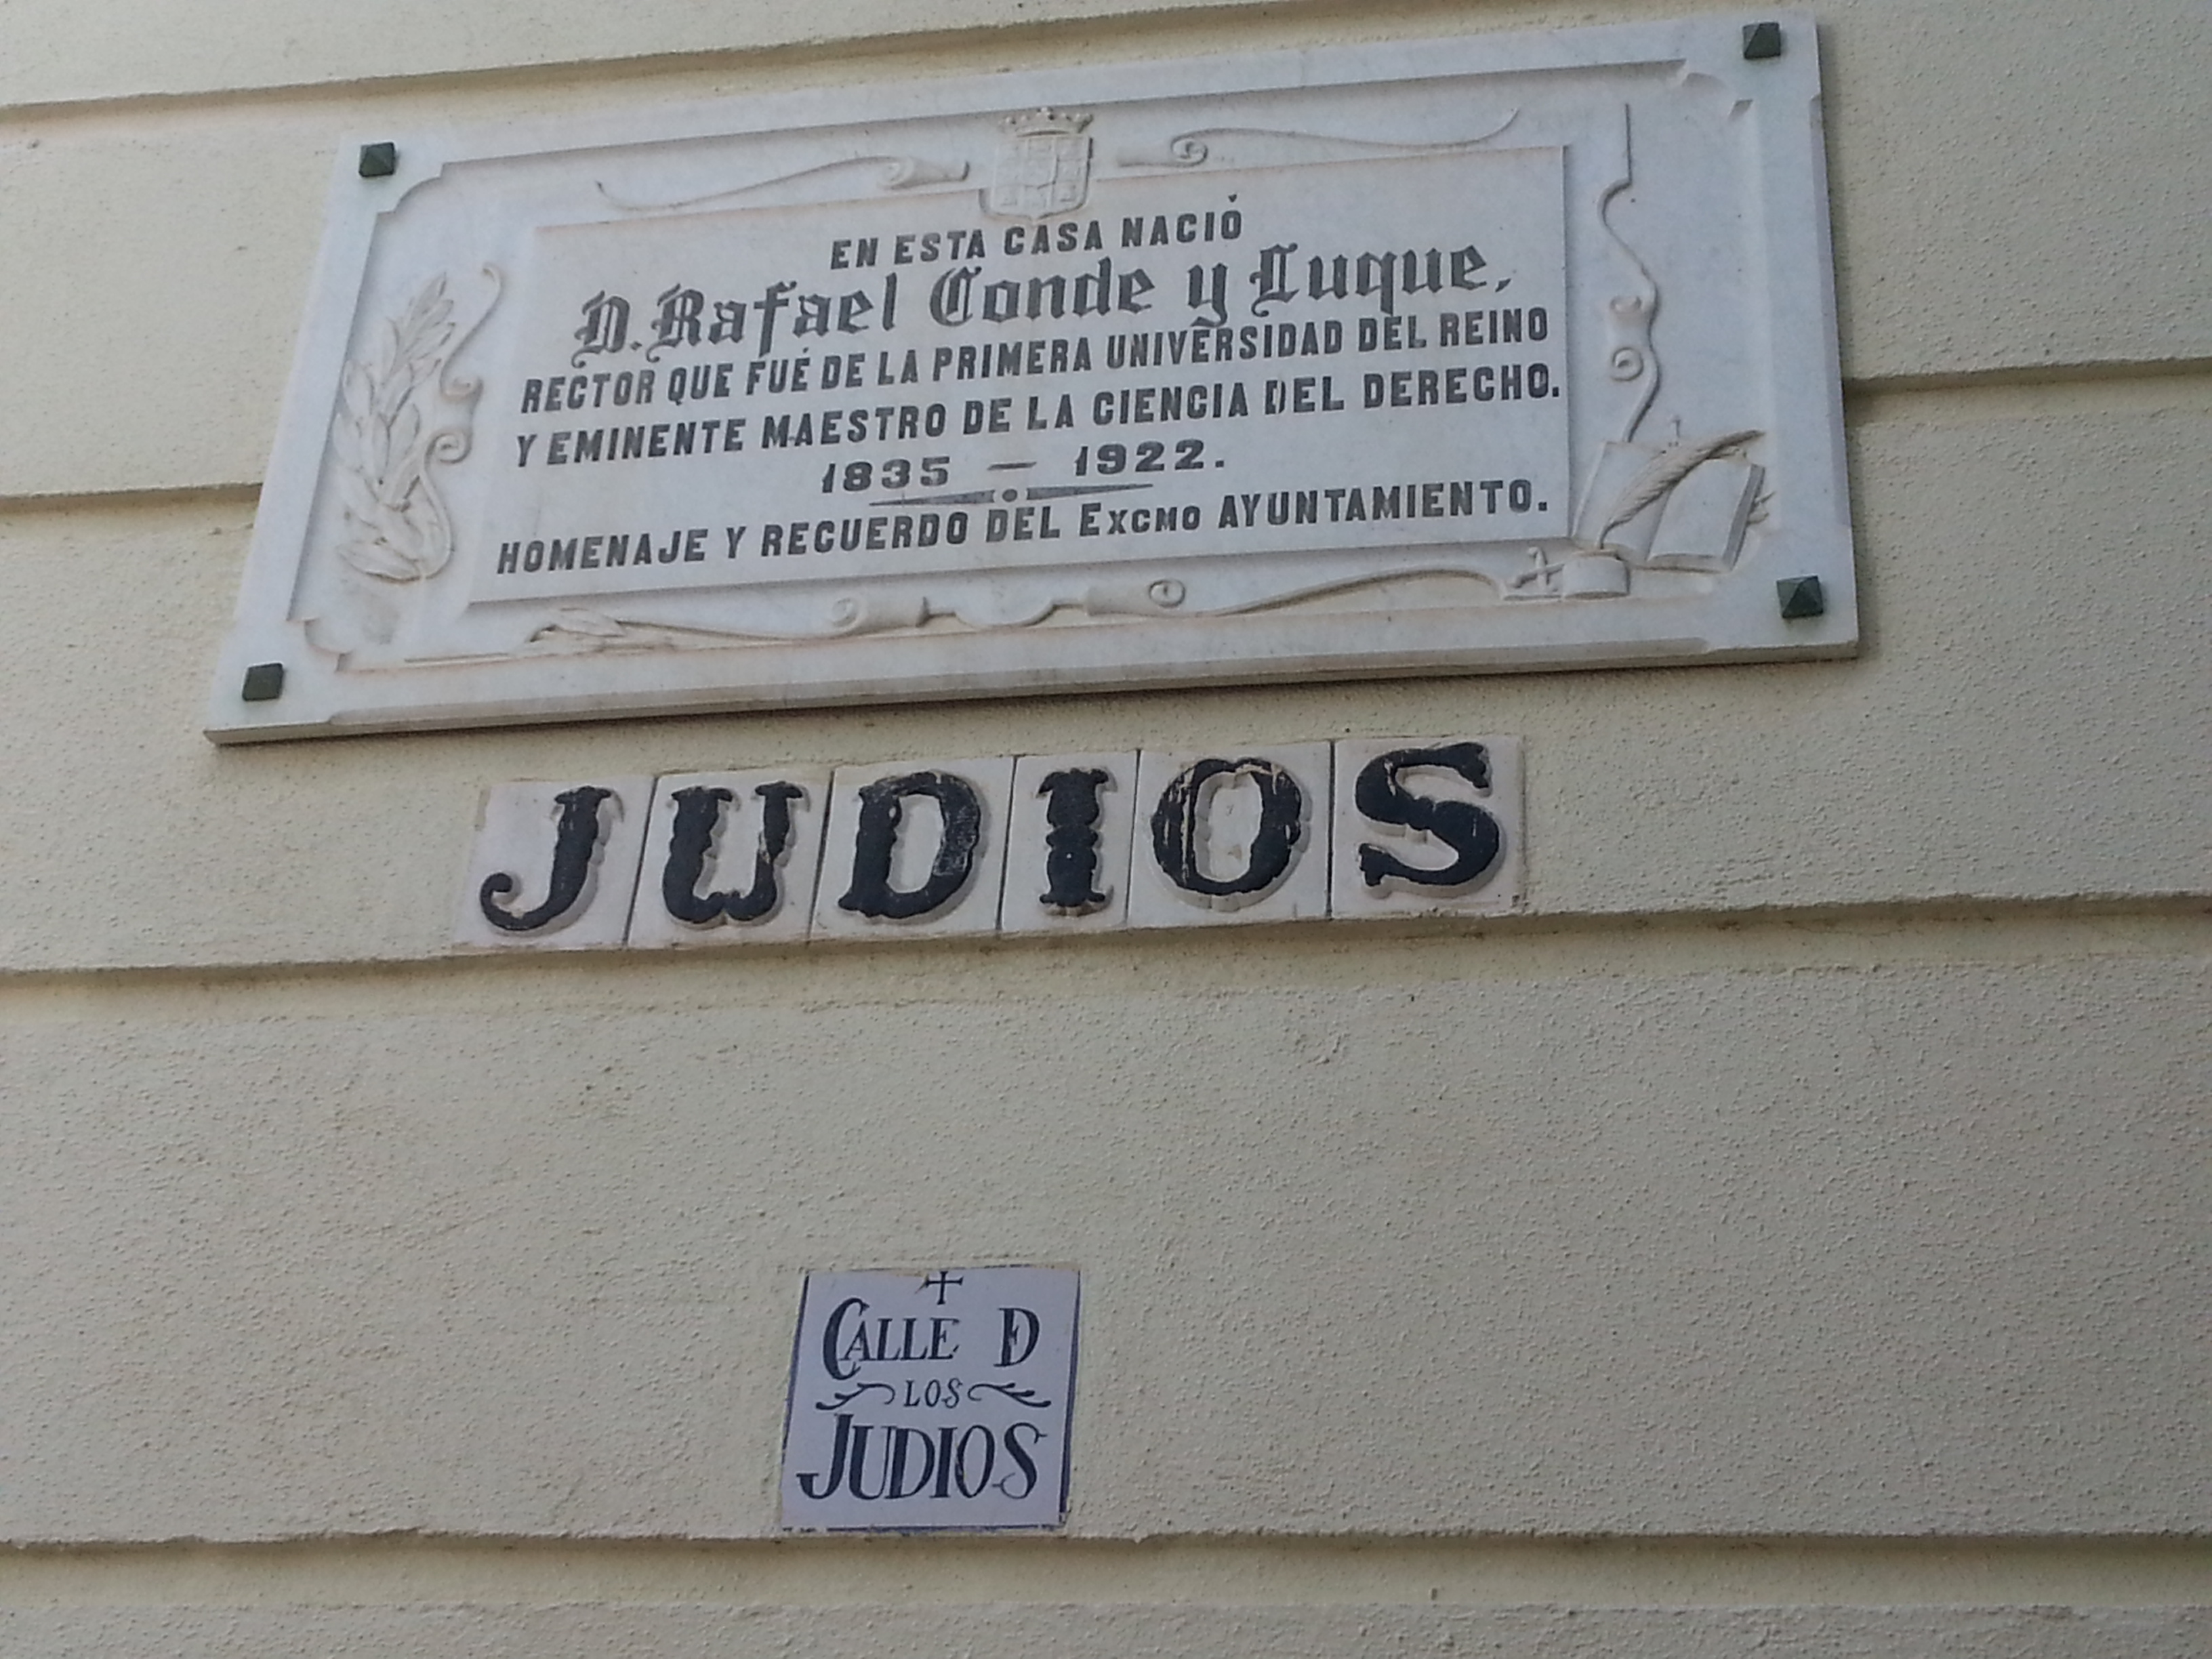 EN ESTA CASA NACIÓ
D. Rafael Conde y Luque,
RECTOR QUE FUÉ DE LA PRIMERA UNIVERSIDAD DEL REINO
Y EMINENTE MAESTRO DE LA CIENCIA DEL DERECHO.
1835 — 1922.
HOMENAJE Y RECUERDO DEL EXCMO AYUNTAMIENTO.
JUDIOS
CALLE DE
LOS
JUDIOS